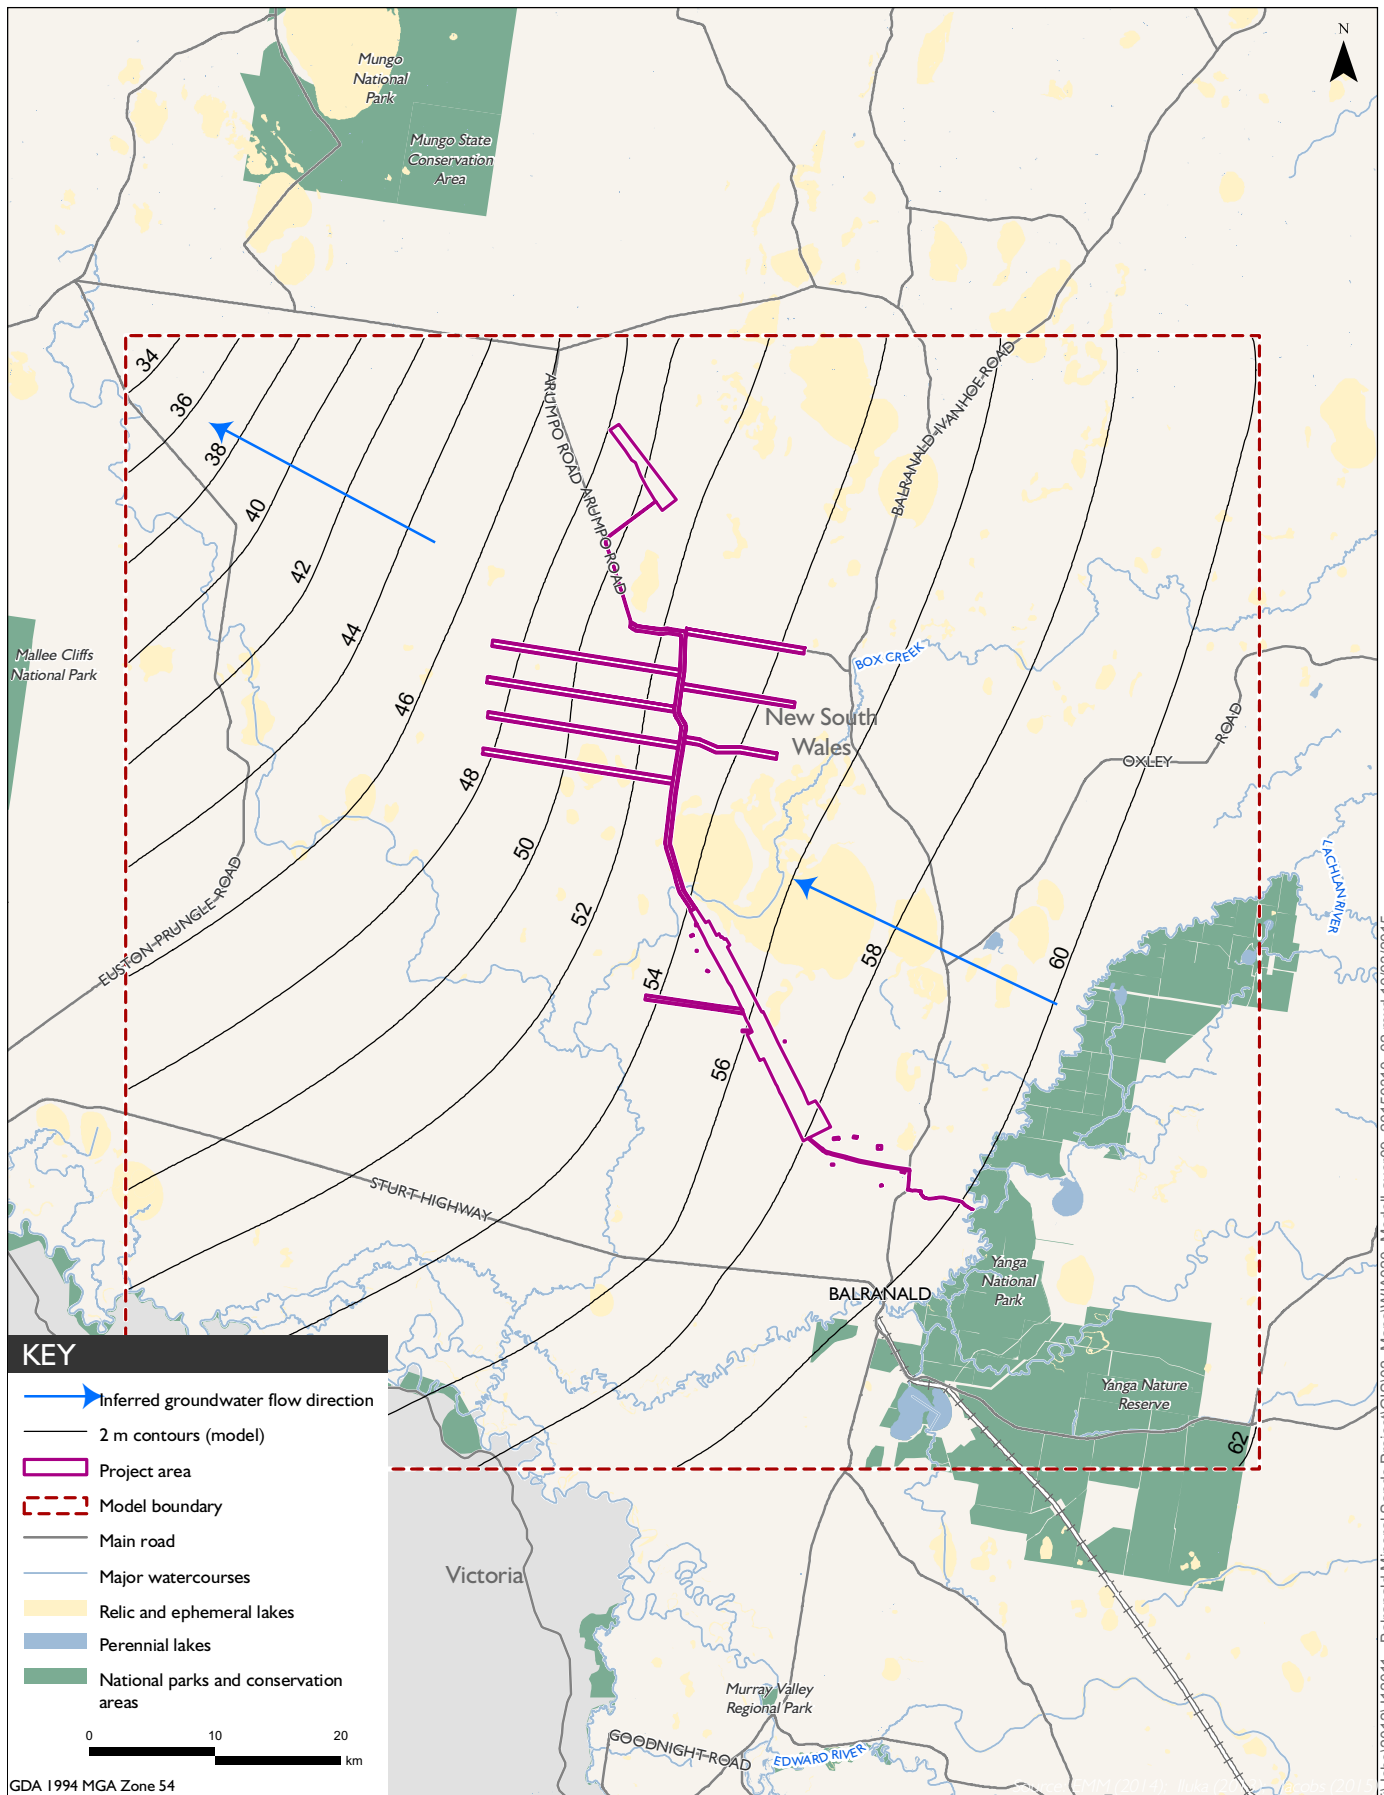 N
Mungo
National
Park
Mungo State
Conservation
Area
34
36
38
40
42
44
46
48
50
52
54
56
58
60
62
ARUMPO ROAD
ARUMPO ROAD
BALRANALD-IVANHOE ROAD
Mallee Cliffs
National Park
BOX CREEK
New South
Wales
OXLEY
ROAD
LACHLAN RIVER
EUSTON-PRUNGLE ROAD
STURT HIGHWAY
Yanga
National
Park
BALRANALD
Yanga Nature
Reserve
Victoria
Murray Valley
Regional Park
GOODNIGHT ROAD
EDWARD RIVER
KEY
Inferred groundwater flow direction
2 m contours (model)
Project area
Model boundary
Main road
Major watercourses
Relic and ephemeral lakes
Perennial lakes
National parks and conservation
areas
0 10 20
km
GDA 1994 MGA Zone 54